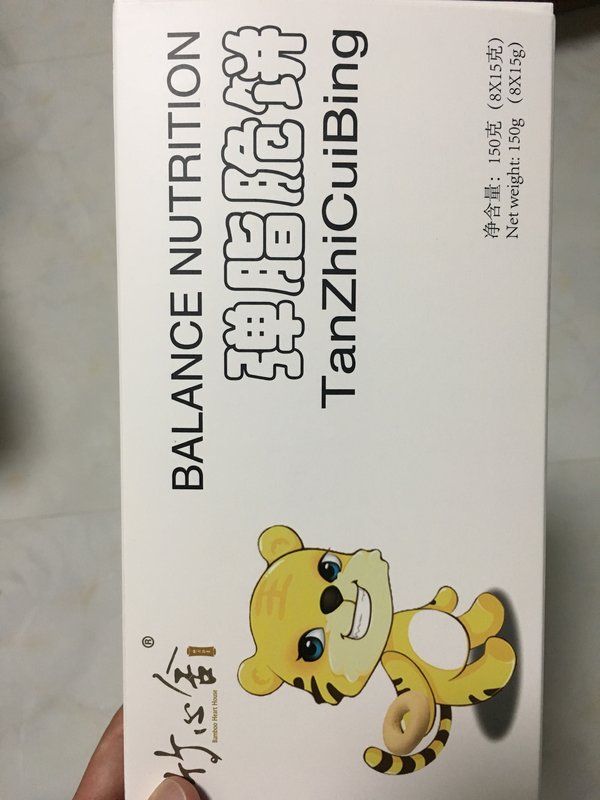 竹心舍®
Bamboo Heart House
BALANCE NUTRITION
弹脂脆饼
TanZhiCuiBing
净含量：150克（8X15克）
Net weight: 150g（8X15g）
王